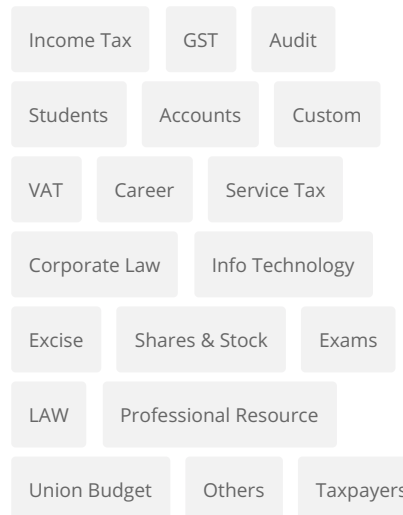 Income Tax GST Audit
Students Accounts Custom
VAT Career Service Tax
Corporate Law Info Technology
Excise Shares & Stock Exams
LAW Professional Resource
Union Budget Others Taxpayers